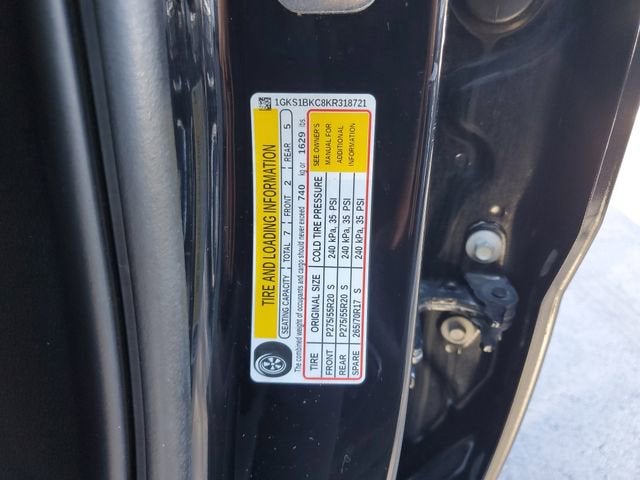 1GKS1BKC8KR318721
TIRE AND LOADING INFORMATION
SEATING CAPACITY TOTAL 7 FRONT 2 REAR 5
The combined weight of occupants and cargo should never exceed 740 kg or 1629 lbs.
TIRE ORIGINAL SIZE COLD TIRE PRESSURE
FRONT P275/55R20 S 240 kPa, 35 PSI
REAR P275/55R20 S 240 kPa, 35 PSI
SPARE 265/70R17 S 240 kPa, 35 PSI
SEE OWNER'S
MANUAL FOR
ADDITIONAL
INFORMATION